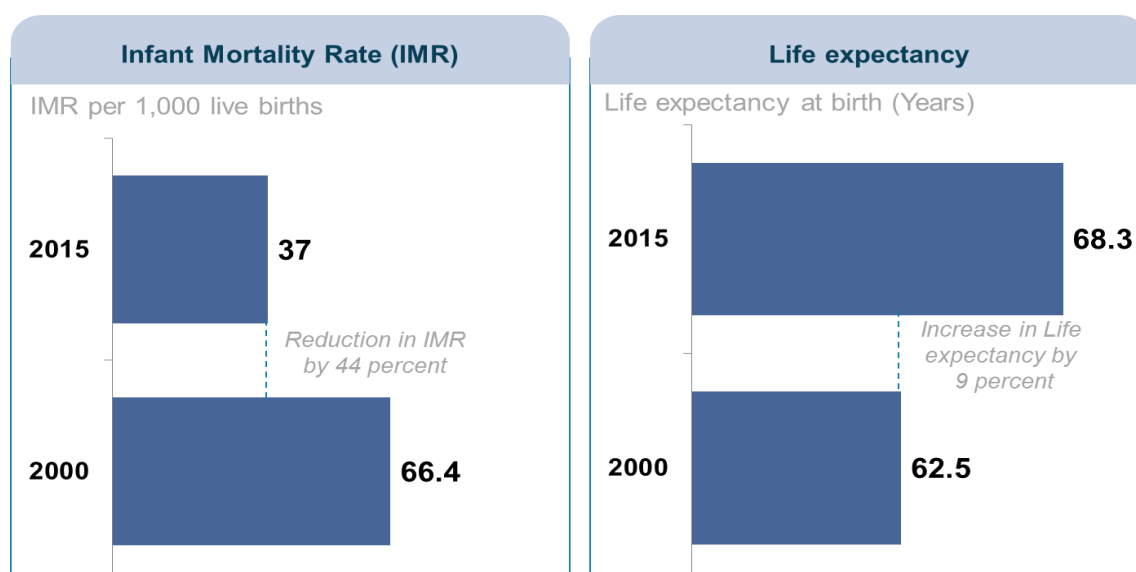 Infant Mortality Rate (IMR)
IMR per 1,000 live births
2015
37
Reduction in IMR
by 44 percent
2000
66.4
Life expectancy
Life expectancy at birth (Years)
2015
68.3
Increase in Life
expectancy by
9 percent
2000
62.5